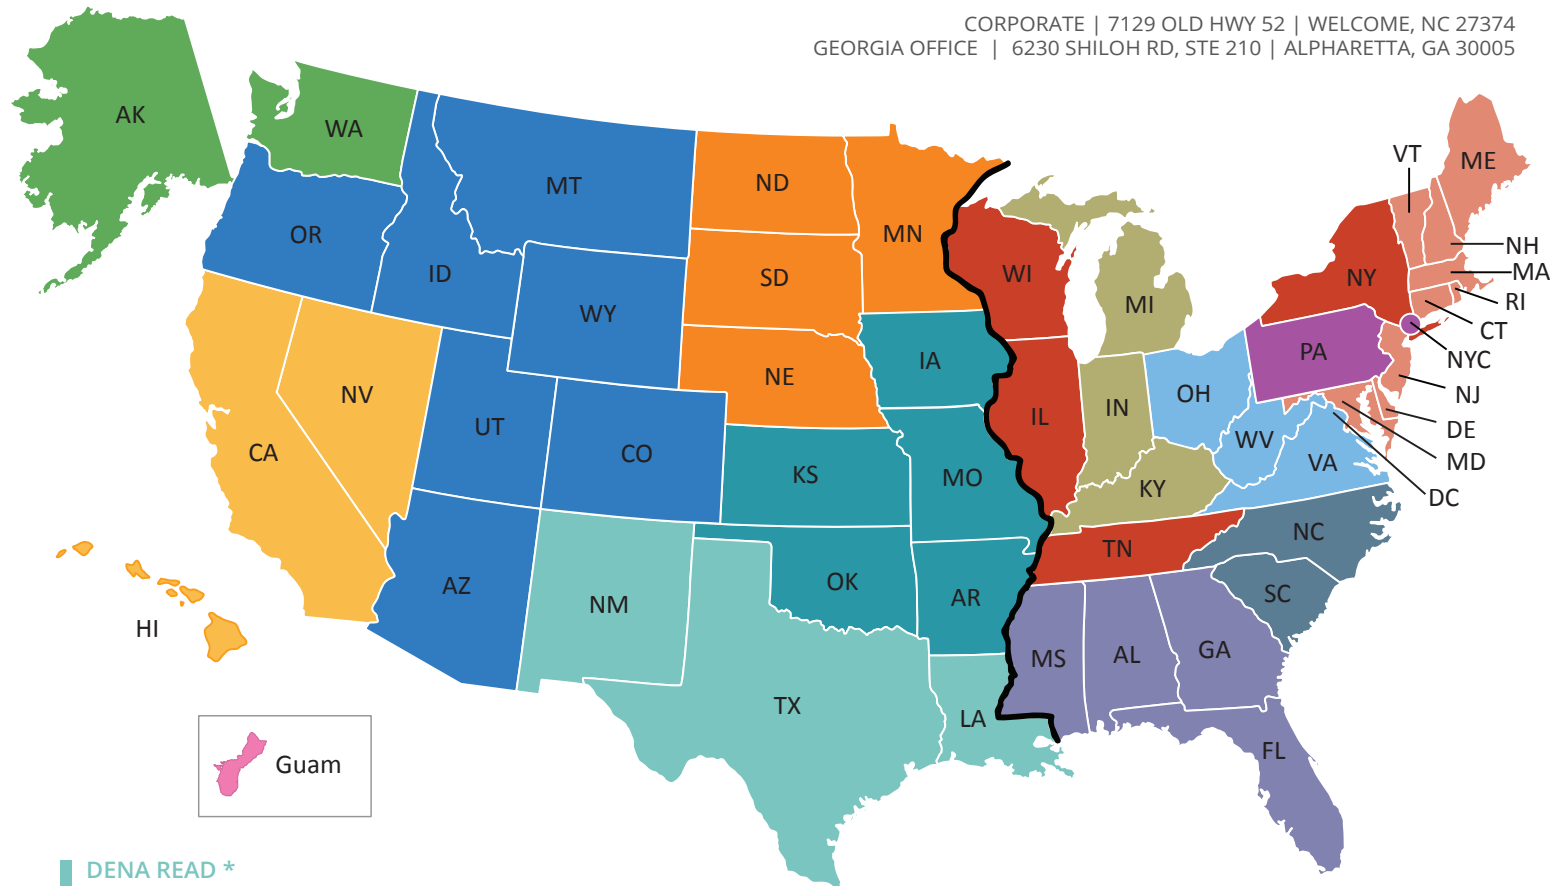 CORPORATE | 7129 OLD HWY 52 | WELCOME, NC 27374
GEORGIA OFFICE | 6230 SHILOH RD, STE 210 | ALPHARETTA, GA 30005
AK
WA
MT
ND
MN
VT
ME
OR
ID
SD
WI
NY
NH
MA
WY
MI
RI
CT
IA
PA
NYC
NV
NE
OH
NJ
UT
CO
IL
IN
DE
CA
KS
MO
WV
VA
MD
KY
DC
NC
TN
AZ
NM
OK
AR
SC
HI
MS
AL
GA
TX
LA
FL
Guam
DENA READ *